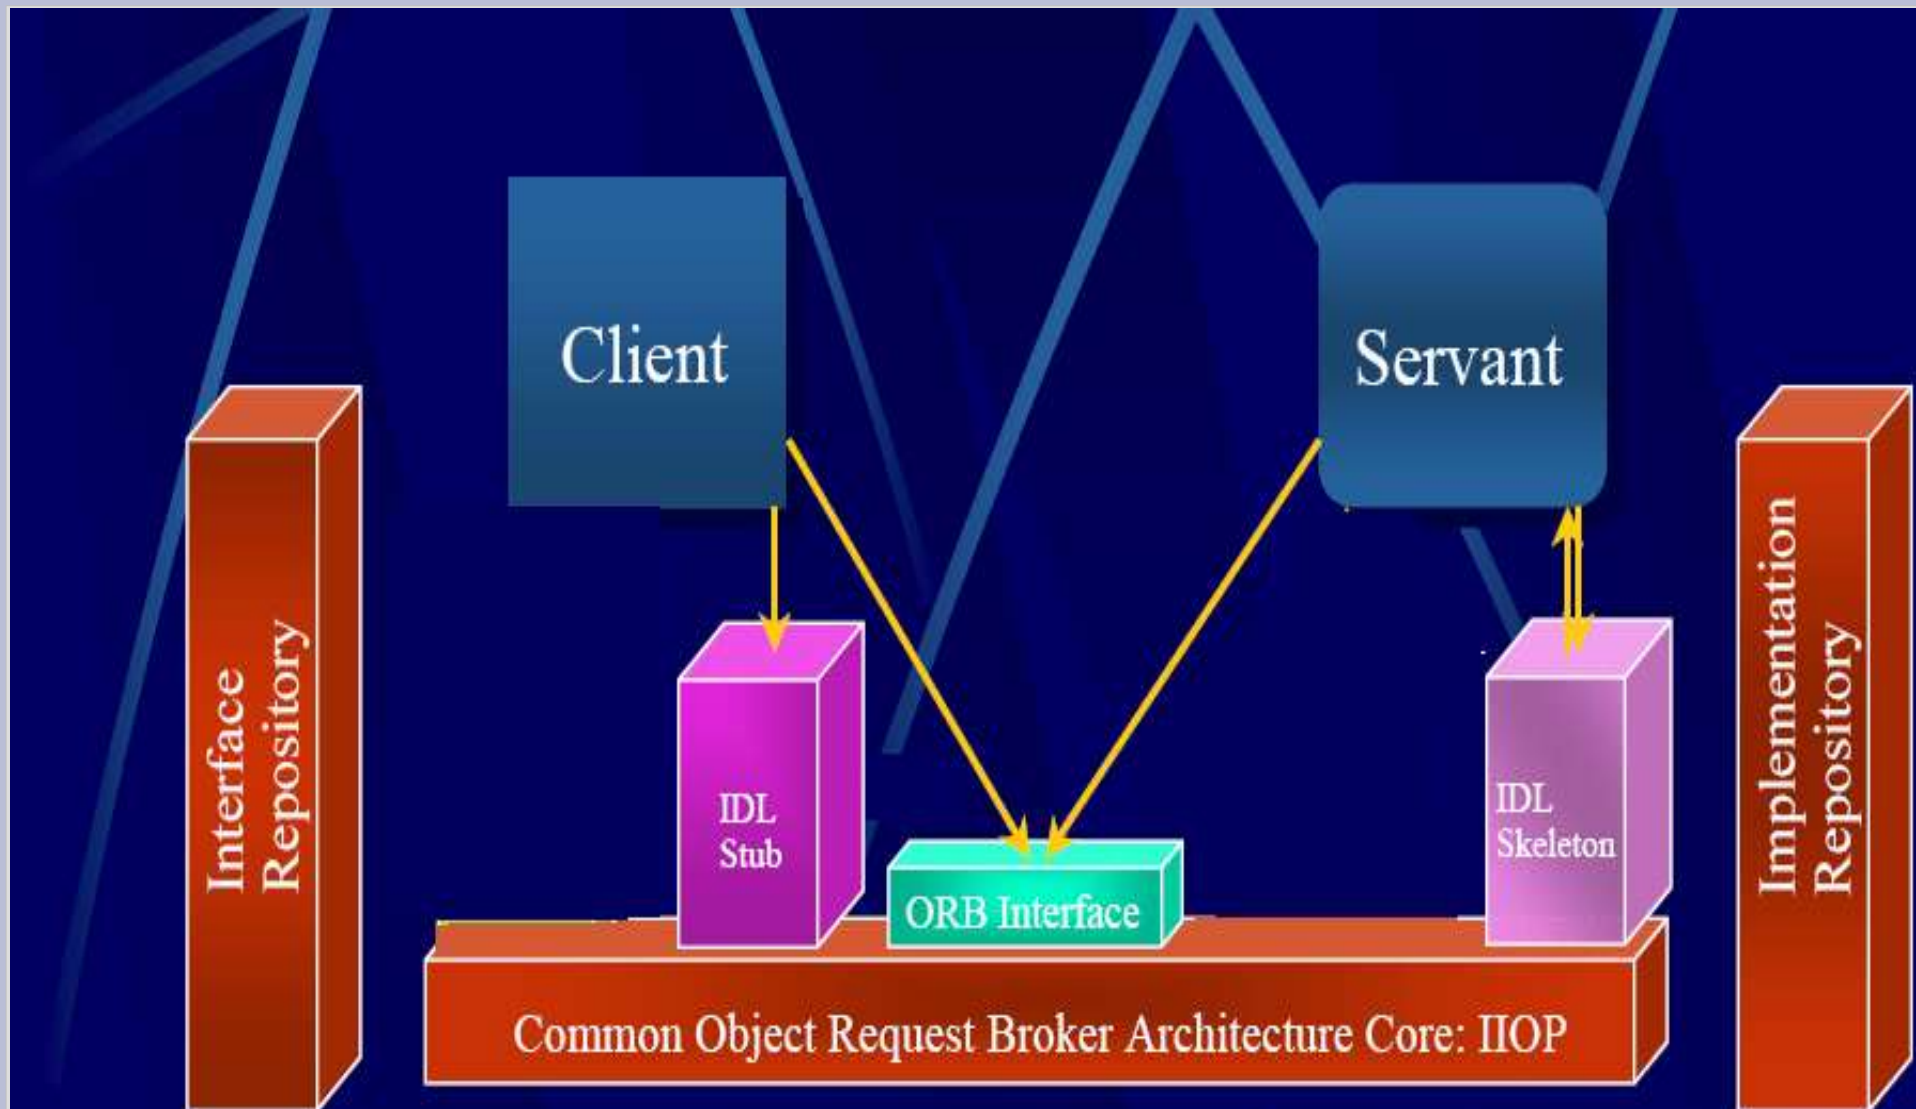 Client
Servant
Interface
Repository
IDL
Stub
ORB Interface
IDL
Skeleton
Implementation
Repository
Common Object Request Broker Architecture Core: IIOP